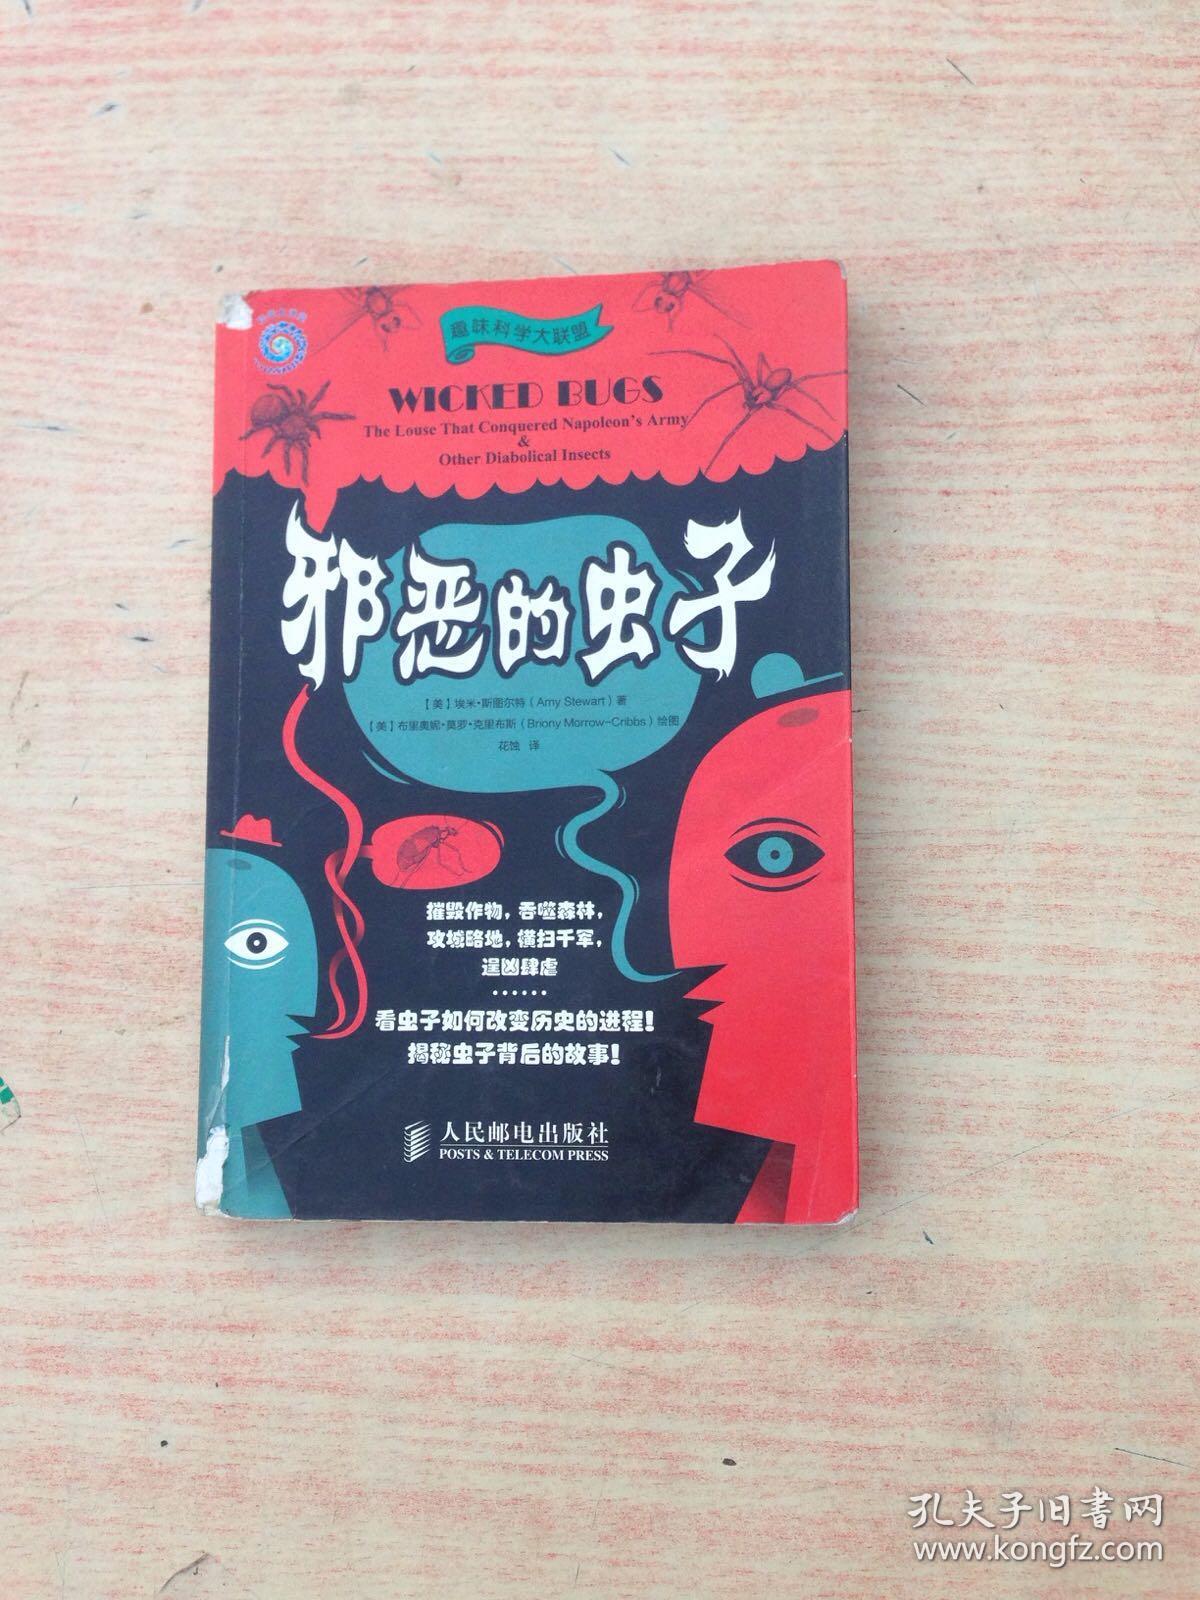 趣味科学大联盟
WICKED BUGS
The Louse That Conquered Napoleon's Army
&
Other Diabolical Insects
邪恶的虫子
【美】埃米·斯图尔特（Amy Stewart）著
【美】布里奥妮·莫罗·克里布斯（Briony Morrow-Cribbs）绘图
花蚀 译
摧毁作物，吞噬森林，
攻城略地，横扫千军，
逞凶肆虐
……
看虫子如何改变历史的进程！
揭秘虫子背后的故事！
人民邮电出版社
POSTS & TELECOM PRESS
孔夫子旧书网
www.kongfz.com